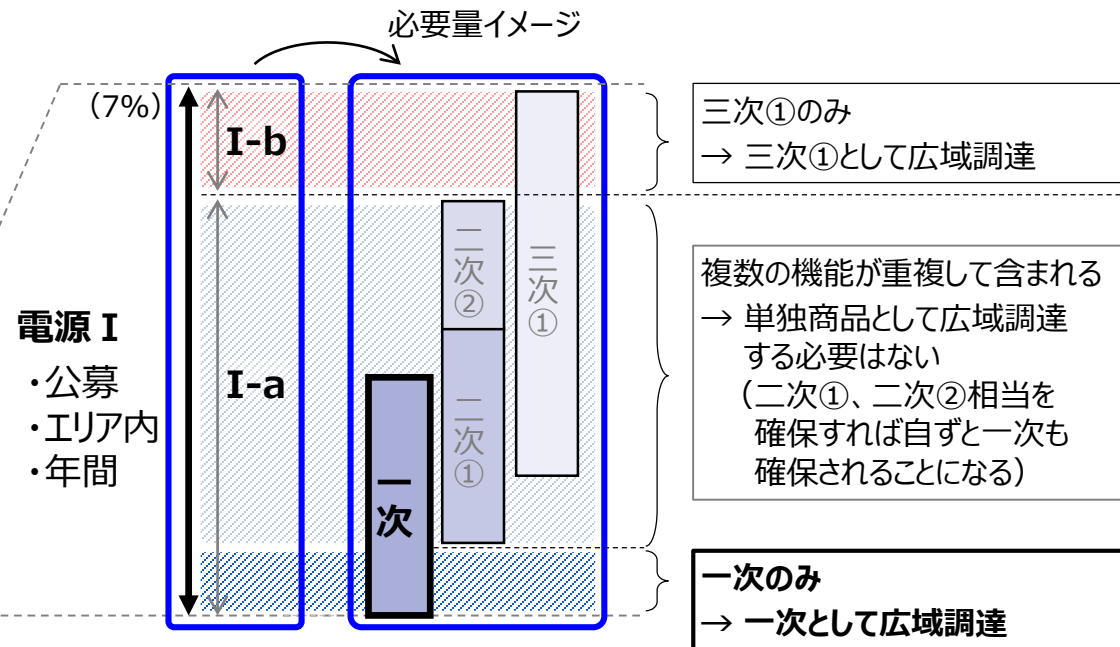 必要量イメージ
（7%）
Ⅰ-b
Ⅰ-a
電源Ⅰ
・公募
・エリア内
・年間
一次
二次②
二次①
三次①
三次①のみ
→ 三次①として広域調達
複数の機能が重複して含まれる
→ 単独商品として広域調達
する必要はない
（二次①、二次②相当を
確保すれば自ずと一次も
確保されることになる）
一次のみ
→ 一次として広域調達